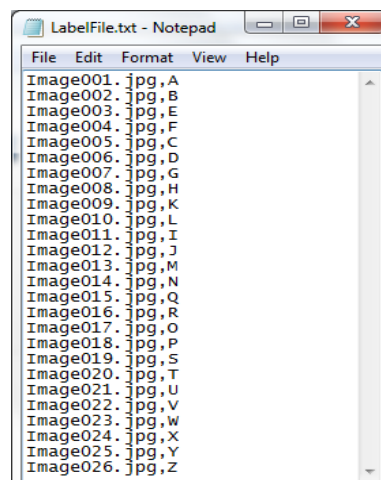 LabelFile.txt - Notepad
File Edit Format View Help
Image001.jpg,A
Image002.jpg,B
Image003.jpg,E
Image004.jpg,F
Image005.jpg,C
Image006.jpg,D
Image007.jpg,G
Image008.jpg,H
Image009.jpg,K
Image010.jpg,L
Image011.jpg,I
Image012.jpg,J
Image013.jpg,M
Image014.jpg,N
Image015.jpg,Q
Image016.jpg,R
Image017.jpg,O
Image018.jpg,P
Image019.jpg,S
Image020.jpg,T
Image021.jpg,U
Image022.jpg,V
Image023.jpg,W
Image024.jpg,X
Image025.jpg,Y
Image026.jpg,Z